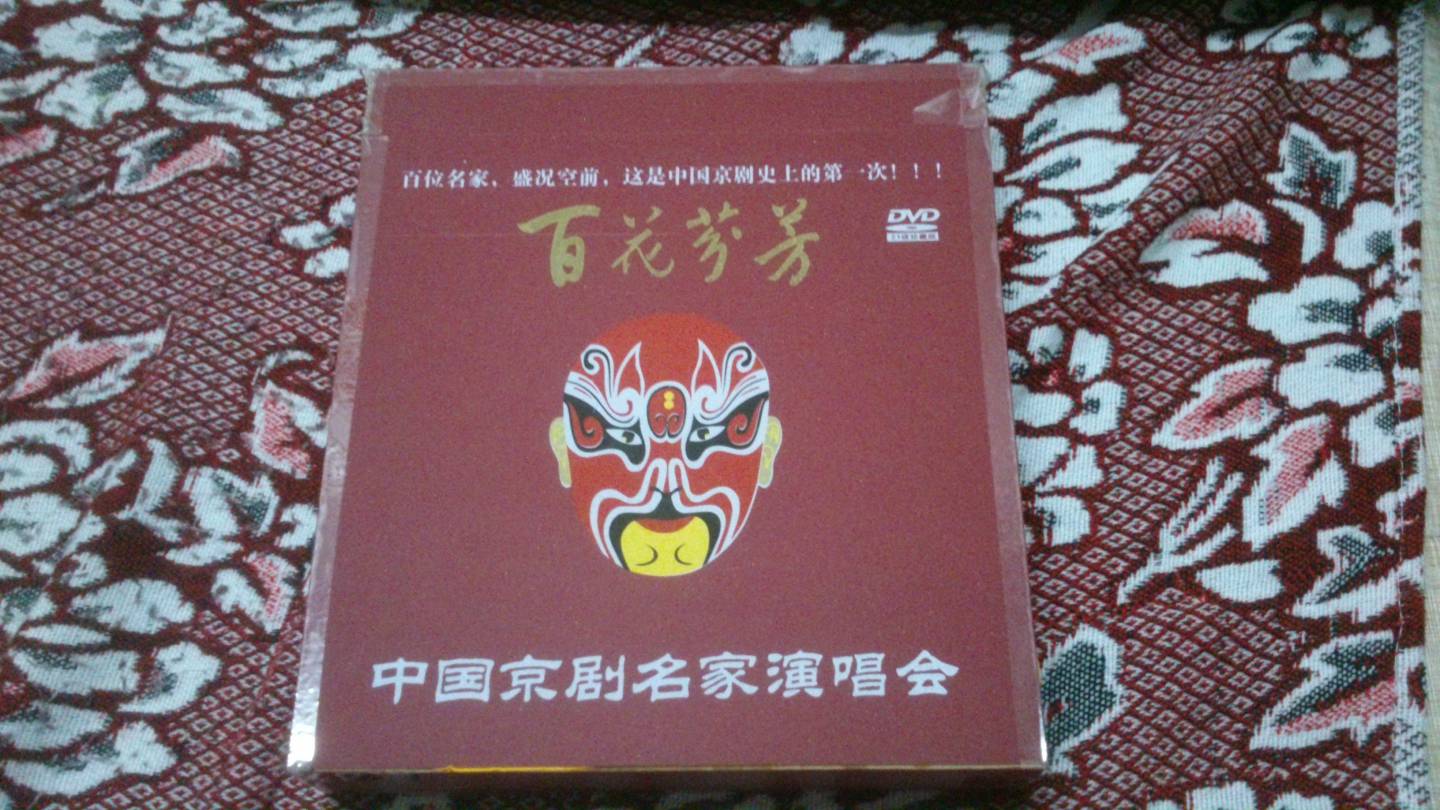 百位名家、盛况空前，这是中国京剧史上的第一次！！！
百花芬芳
DVD
中国京剧名家演唱会